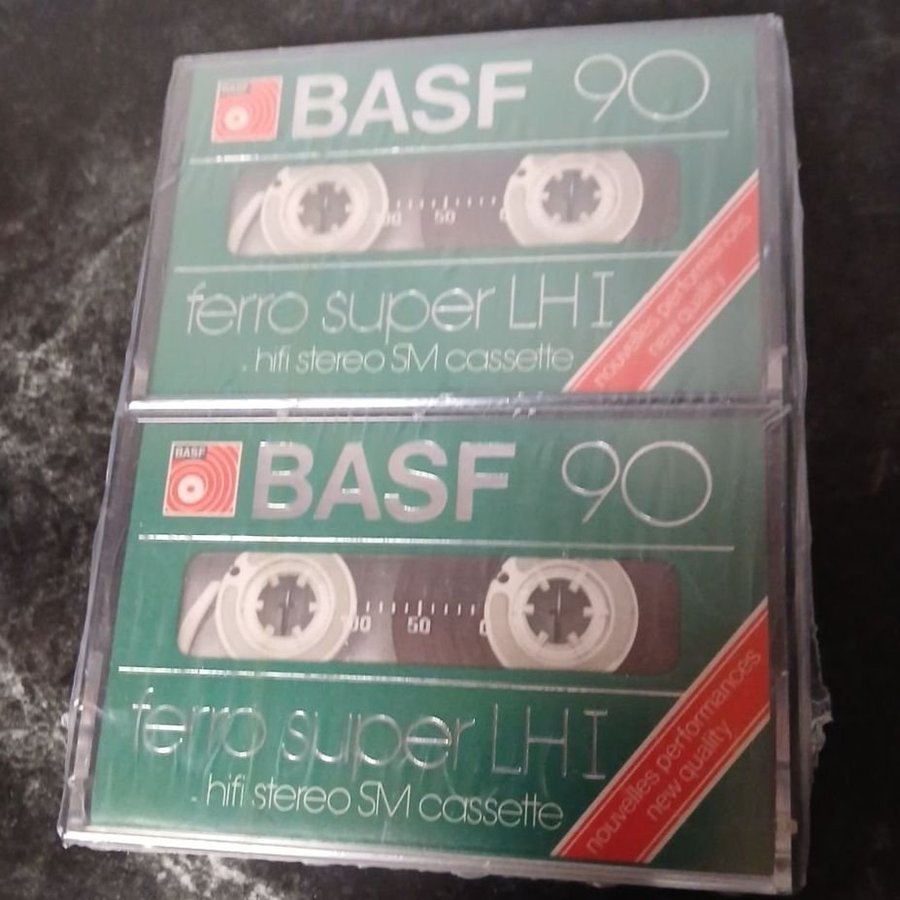 BASF
BASF 90
100 50 0
ferro super LH I
hifi stereo SM cassette
nouvelles performances
new quality
BASF
BASF 90
100 50 0
ferro super LH I
hifi stereo SM cassette
nouvelles performances
new quality